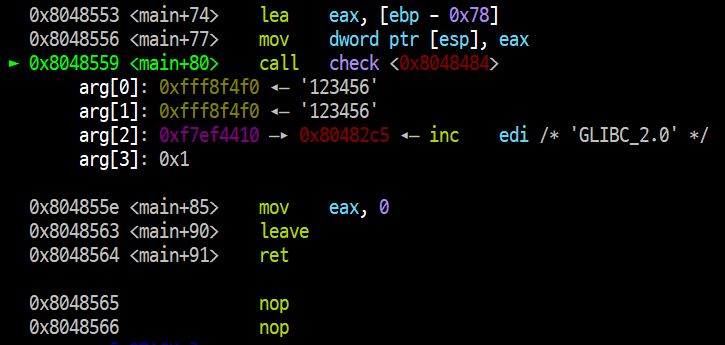 0x8048553 <main+74> lea eax, [ebp - 0x78]
0x8048556 <main+77> mov dword ptr [esp], eax
► 0x8048559 <main+80> call check <0x8048484>
arg[0]: 0xfff8f4f0 ◂— '123456'
arg[1]: 0xfff8f4f0 ◂— '123456'
arg[2]: 0xf7ef4410 —▸ 0x80482c5 ◂— inc edi /* 'GLIBC_2.0' */
arg[3]: 0x1
0x804855e <main+85> mov eax, 0
0x8048563 <main+90> leave
0x8048564 <main+91> ret
0x8048565 nop
0x8048566 nop